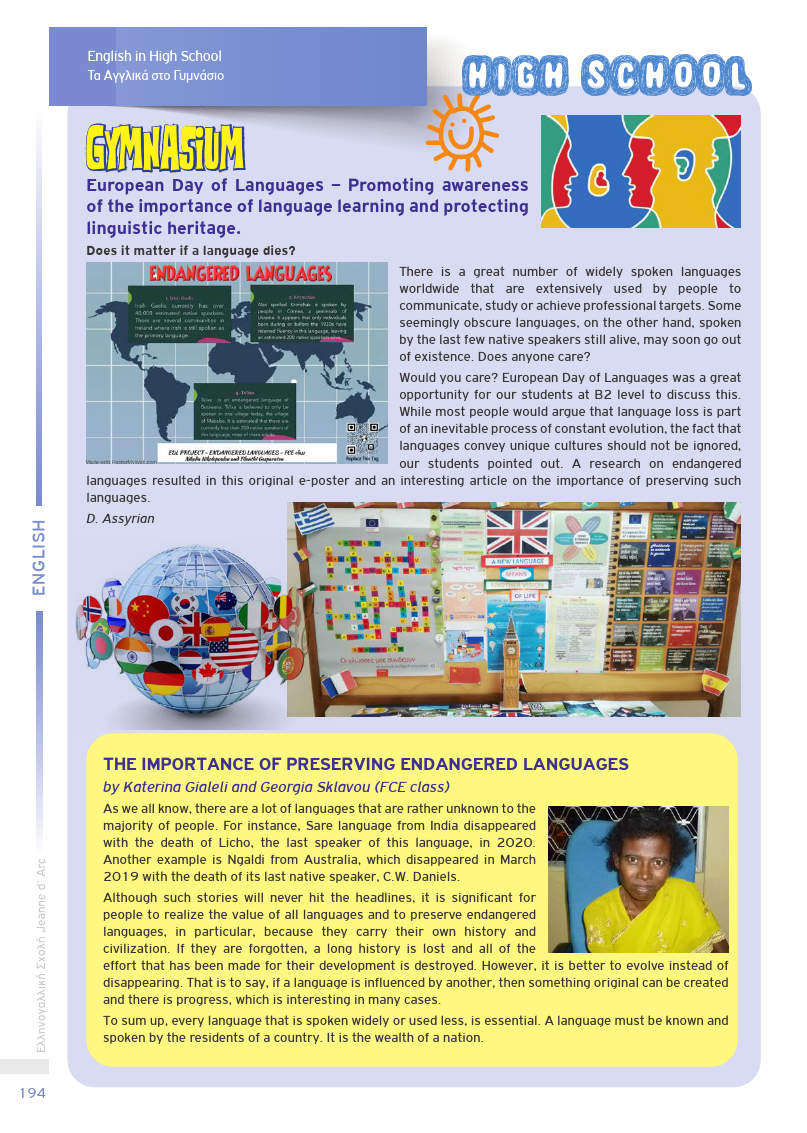 English in High School
Τα Αγγλικά στο Γυμνάσιο
HIGH SCHOOL
GYMNASIUM
European Day of Languages – Promoting awareness
of the importance of language learning and protecting
linguistic heritage.
Does it matter if a language dies?
ENDANGERED LANGUAGES
1. Irish Gaelic
Irish Gaelic currently has over
40,000 estimated native speakers.
There are several communities in
Ireland where Irish is still spoken as
the primary language.
2. Krymchak
Also spelled Krimchak is spoken by
people in Crimea, a peninsula of
Ukraine. It appears that only individuals
born during or before the 1930s have
retained fluency in this language, leaving
an estimated 200 native speakers alive.
is an endangered language of
Botswana. Ts'ixa is believed to only be
spoken in one village today, the village
of Mababe. It is estimated that there are
currently less than 200 native speakers of
this language, most of them adults.
EDL PROJECT - ENDANGERED LANGUAGES - FCE class
Replace This Tag
Made with PosterMyWall.com
There is a great number of widely spoken languages
worldwide that are extensively used by people to
communicate, study or achieve professional targets. Some
seemingly obscure languages, on the other hand, spoken
by the last few native speakers still alive, may soon go out
of existence. Does anyone care?
Would you care? European Day of Languages was a great
opportunity for our students at B2 level to discuss this.
While most people would argue that language loss is part
of an inevitable process of constant evolution, the fact that
languages convey unique cultures should not be ignored,
our students pointed out. A research on endangered
languages resulted in this original e-poster and an interesting article on the importance of preserving such
languages.
D. Assyrian
A NEW LANGUAGE
MEANS
ANOTHER VISION
OF LIFE
Οι γλώσσες μας συνδέουν
THE IMPORTANCE OF PRESERVING ENDANGERED LANGUAGES
by Katerina Gialeli and Georgia Sklavou (FCE class)
As we all know, there are a lot of languages that are rather unknown to the
majority of people. For instance, Sare language from India disappeared
with the death of Licho, the last speaker of this language, in 2020.
Another example is Ngaldi from Australia, which disappeared in March
2019 with the death of its last native speaker, C.W. Daniels.
Although such stories will never hit the headlines, it is significant for
people to realize the value of all languages and to preserve endangered
languages, in particular, because they carry their own history and
civilization. If they are forgotten, a long history is lost and all of the
effort that has been made for their development is destroyed. However, it is better to evolve instead of
disappearing. That is to say, if a language is influenced by another, then something original can be created
and there is progress, which is interesting in many cases.
To sum up, every language that is spoken widely or used less, is essential. A language must be known and
spoken by the residents of a country. It is the wealth of a nation.
ENGLISH
Ελληνογαλλική Σχολή Jeanne d' Arc
194